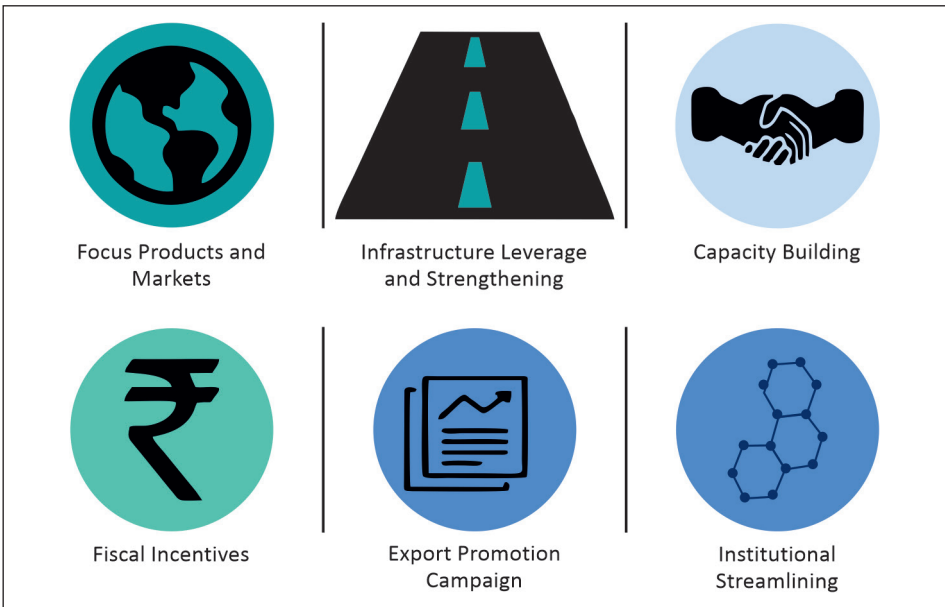 Focus Products and
Markets
Infrastructure Leverage
and Strengthening
Capacity Building
Fiscal Incentives
Export Promotion
Campaign
Institutional
Streamlining